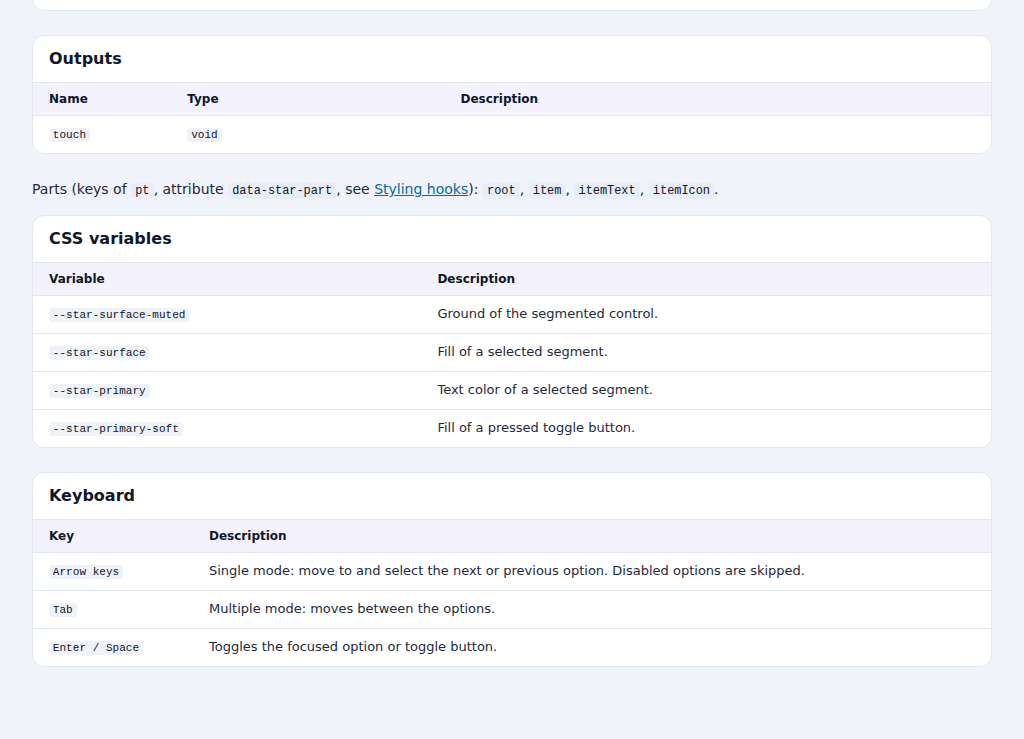 Outputs
Name Type Description
touch void
Parts (keys of pt, attribute data-star-part, see Styling hooks): root, item, itemText, itemIcon.
CSS variables
Variable Description
--star-surface-muted Ground of the segmented control.
--star-surface Fill of a selected segment.
--star-primary Text color of a selected segment.
--star-primary-soft Fill of a pressed toggle button.
Keyboard
Key Description
Arrow keys Single mode: move to and select the next or previous option. Disabled options are skipped.
Tab Multiple mode: moves between the options.
Enter / Space Toggles the focused option or toggle button.